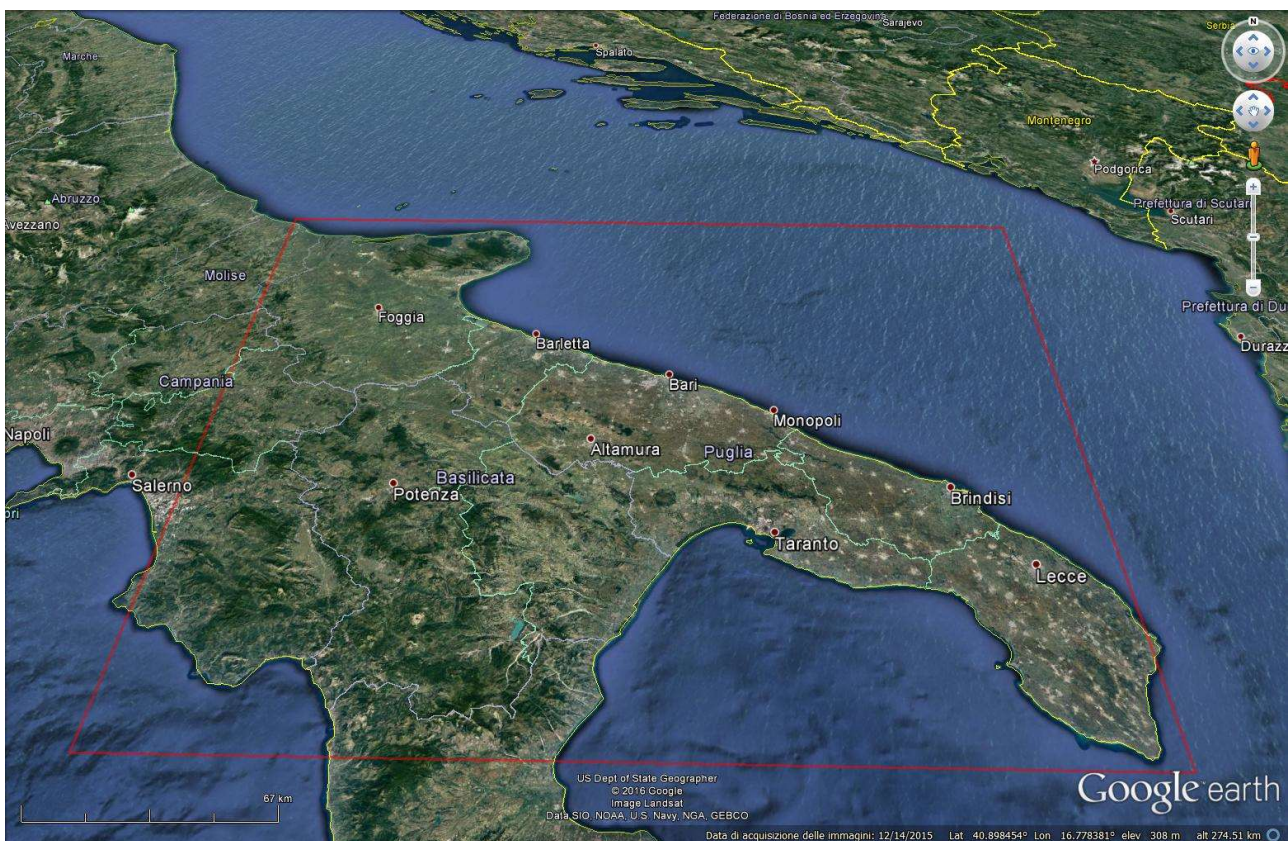 Federazione di Bosnia ed Erzegovina
Sarajevo
Serbia
N
Marche
Spalato
Montenegro
Podgorica
Prefettura di Scutari
Scutari
Abruzzo
Avezzano
Molise
Prefettura di Du
Foggia
Barletta
Durazz
Campania
Bari
Monopoli
Napoli
Altamura
Puglia
Salerno
Basilicata
Potenza
Brindisi
Taranto
Lecce
US Dept of State Geographer
© 2016 Google
Image Landsat
Data SIO, NOAA, U.S. Navy, NGA, GEBCO
67 km
Google earth
Data di acquisizione delle immagini: 12/14/2015 Lat 40.898454° Lon 16.778381° elev 308 m alt 274.51 km